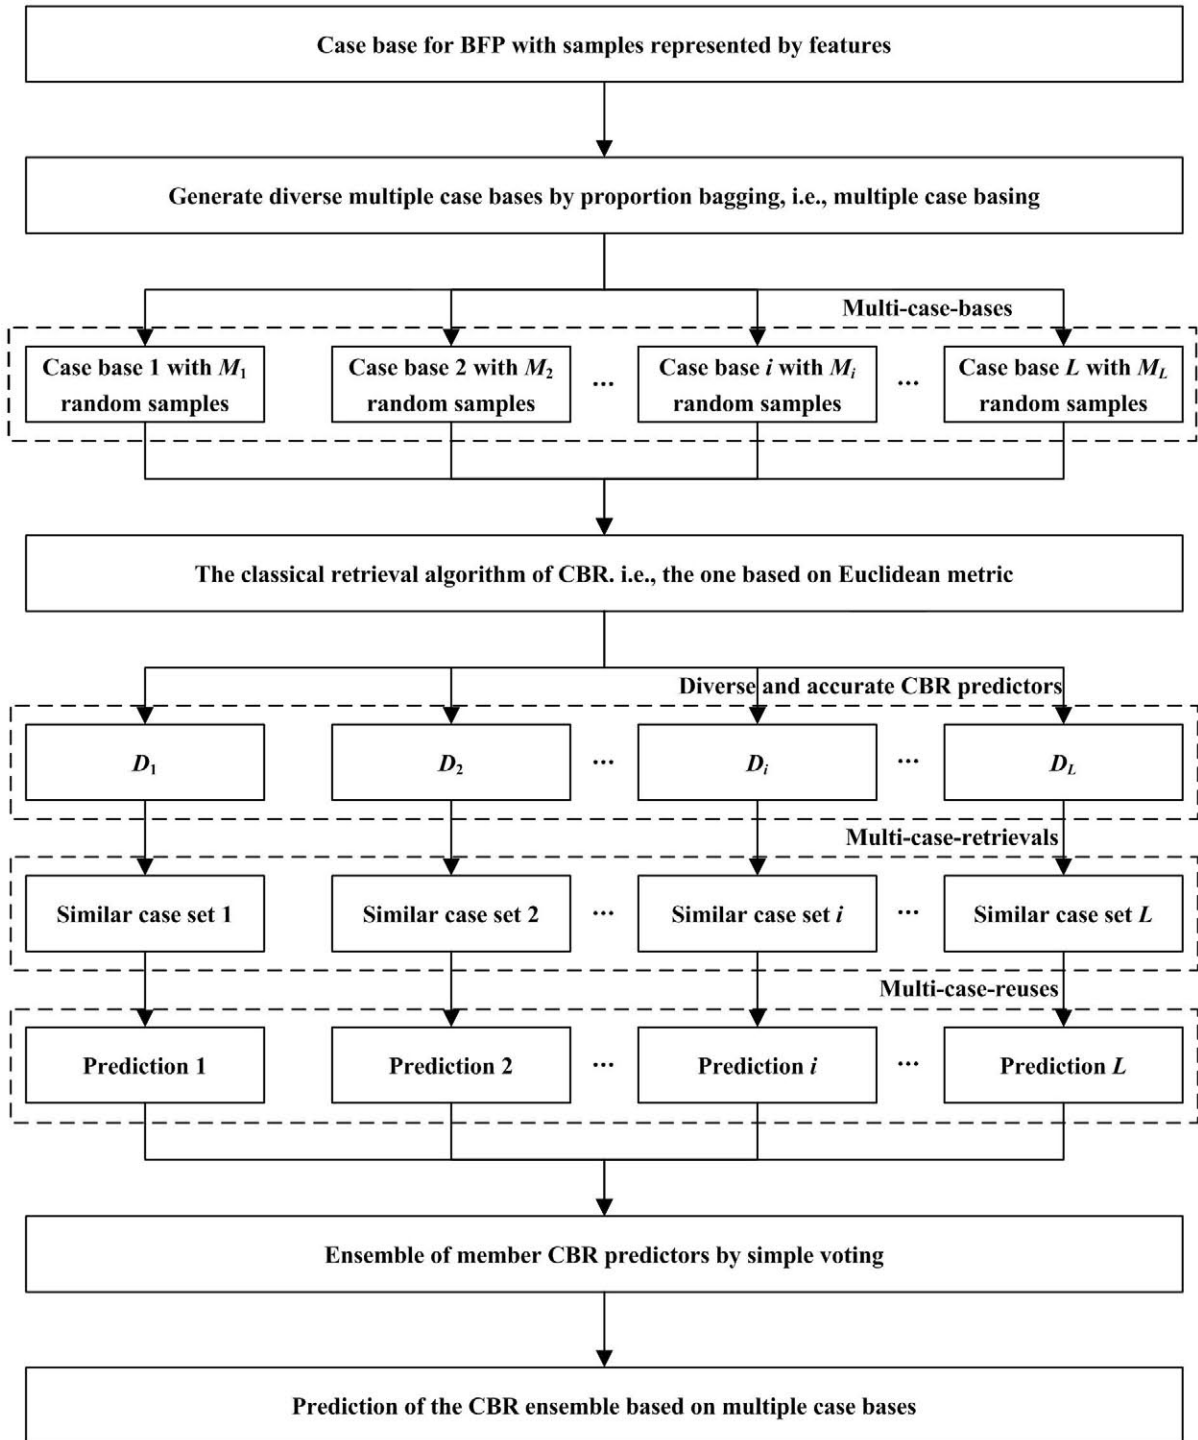 Case base for BFP with samples represented by features
Generate diverse multiple case bases by proportion bagging, i.e., multiple case basing
Multi-case-bases
Case base 1 with M1
random samples
Case base 2 with M2
random samples
...
Case base i with Mi
random samples
...
Case base L with ML
random samples
The classical retrieval algorithm of CBR. i.e., the one based on Euclidean metric
Diverse and accurate CBR predictors
D1
D2
...
Di
...
DL
Multi-case-retrievals
Similar case set 1
Similar case set 2
...
Similar case set i
...
Similar case set L
Multi-case-reuses
Prediction 1
Prediction 2
...
Prediction i
...
Prediction L
Ensemble of member CBR predictors by simple voting
Prediction of the CBR ensemble based on multiple case bases